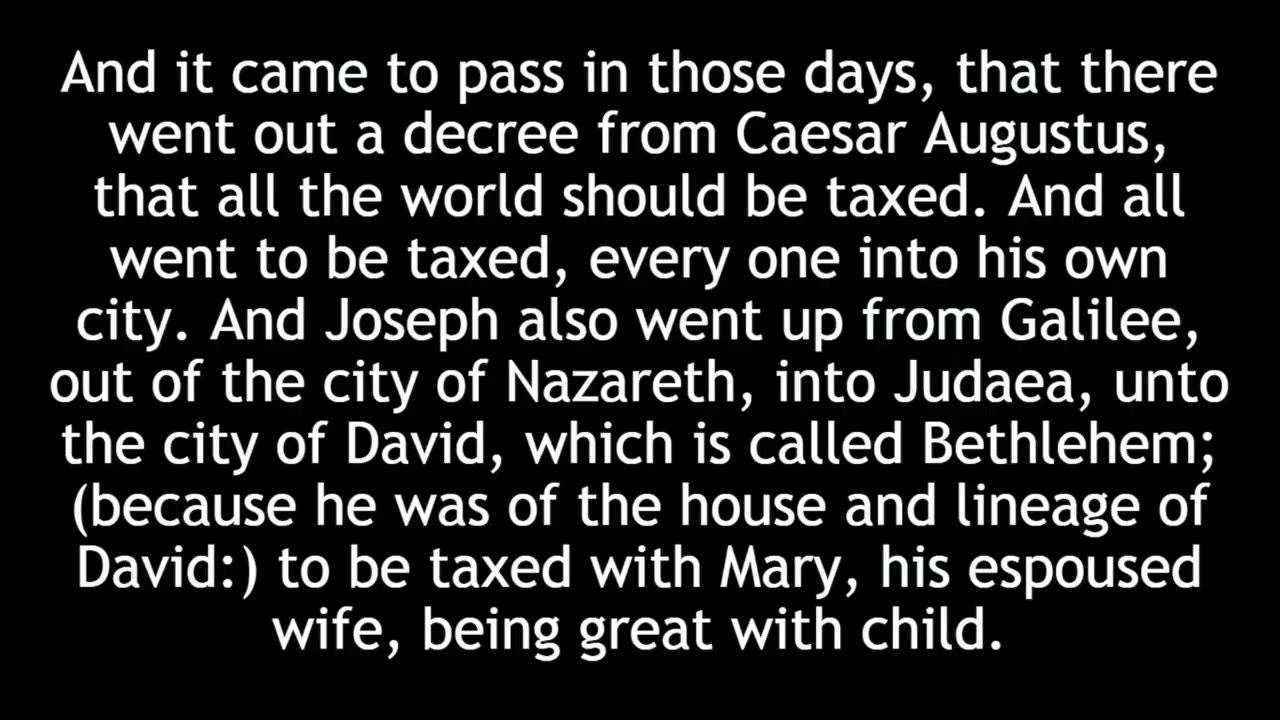 And it came to pass in those days, that there
went out a decree from Caesar Augustus,
that all the world should be taxed. And all
went to be taxed, every one into his own
city. And Joseph also went up from Galilee,
out of the city of Nazareth, into Judaea, unto
the city of David, which is called Bethlehem;
(because he was of the house and lineage of
David:) to be taxed with Mary, his espoused
wife, being great with child.